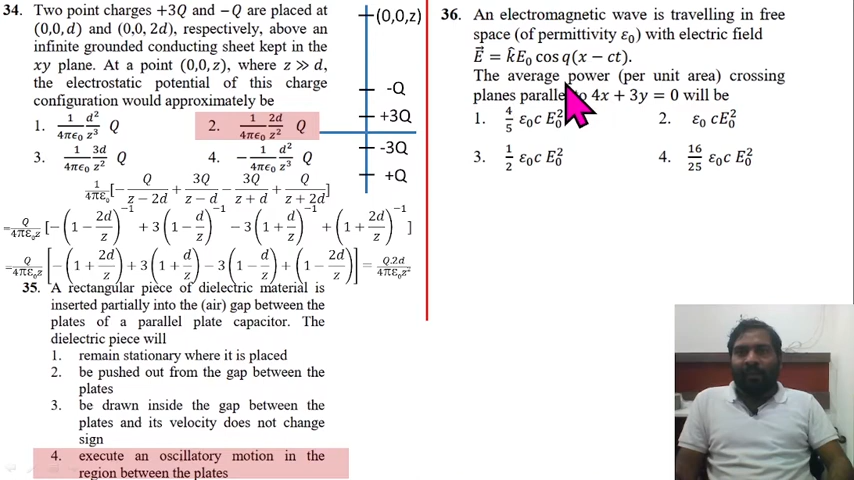 34. Two point charges +3Q and −Q are placed at
(0,0, d) and (0,0, 2d), respectively, above an
infinite grounded conducting sheet kept in the
xy plane. At a point (0,0, z), where z ≫ d,
the electrostatic potential of this charge
configuration would approximately be
1. 1/4πϵ₀ d²/z³ Q
2. 1/4πϵ₀ 2d/z² Q
3. 1/4πϵ₀ 3d/z² Q
4. −1/4πϵ₀ d²/z³ Q
1/4πε₀ [−Q/(z − 2d) + 3Q/(z − d) − 3Q/(z + d) + Q/(z + 2d)]
=Q/4πε₀z [−(1 − 2d/z)⁻¹ + 3(1 − d/z)⁻¹ − 3(1 + d/z)⁻¹ + (1 + 2d/z)⁻¹]
=Q/4πε₀z [−(1 + 2d/z) + 3(1 + d/z) − 3(1 − d/z) + (1 − 2d/z)] = Q.2d/4πε₀z²
35. A rectangular piece of dielectric material is
inserted partially into the (air) gap between the
plates of a parallel plate capacitor. The
dielectric piece will
1. remain stationary where it is placed
2. be pushed out from the gap between the
plates
3. be drawn inside the gap between the
plates and its velocity does not change
sign
4. execute an oscillatory motion in the
region between the plates
(0,0,z)
-Q
+3Q
-3Q
+Q
36. An electromagnetic wave is travelling in free
space (of permittivity ε₀) with electric field
E⃗ = k̂E₀ cos q(x − ct).
The average power (per unit area) crossing
planes parallel to 4x + 3y = 0 will be
1. 4/5 ε₀c E₀²
2. ε₀ cE₀²
3. 1/2 ε₀c E₀²
4. 16/25 ε₀c E₀²